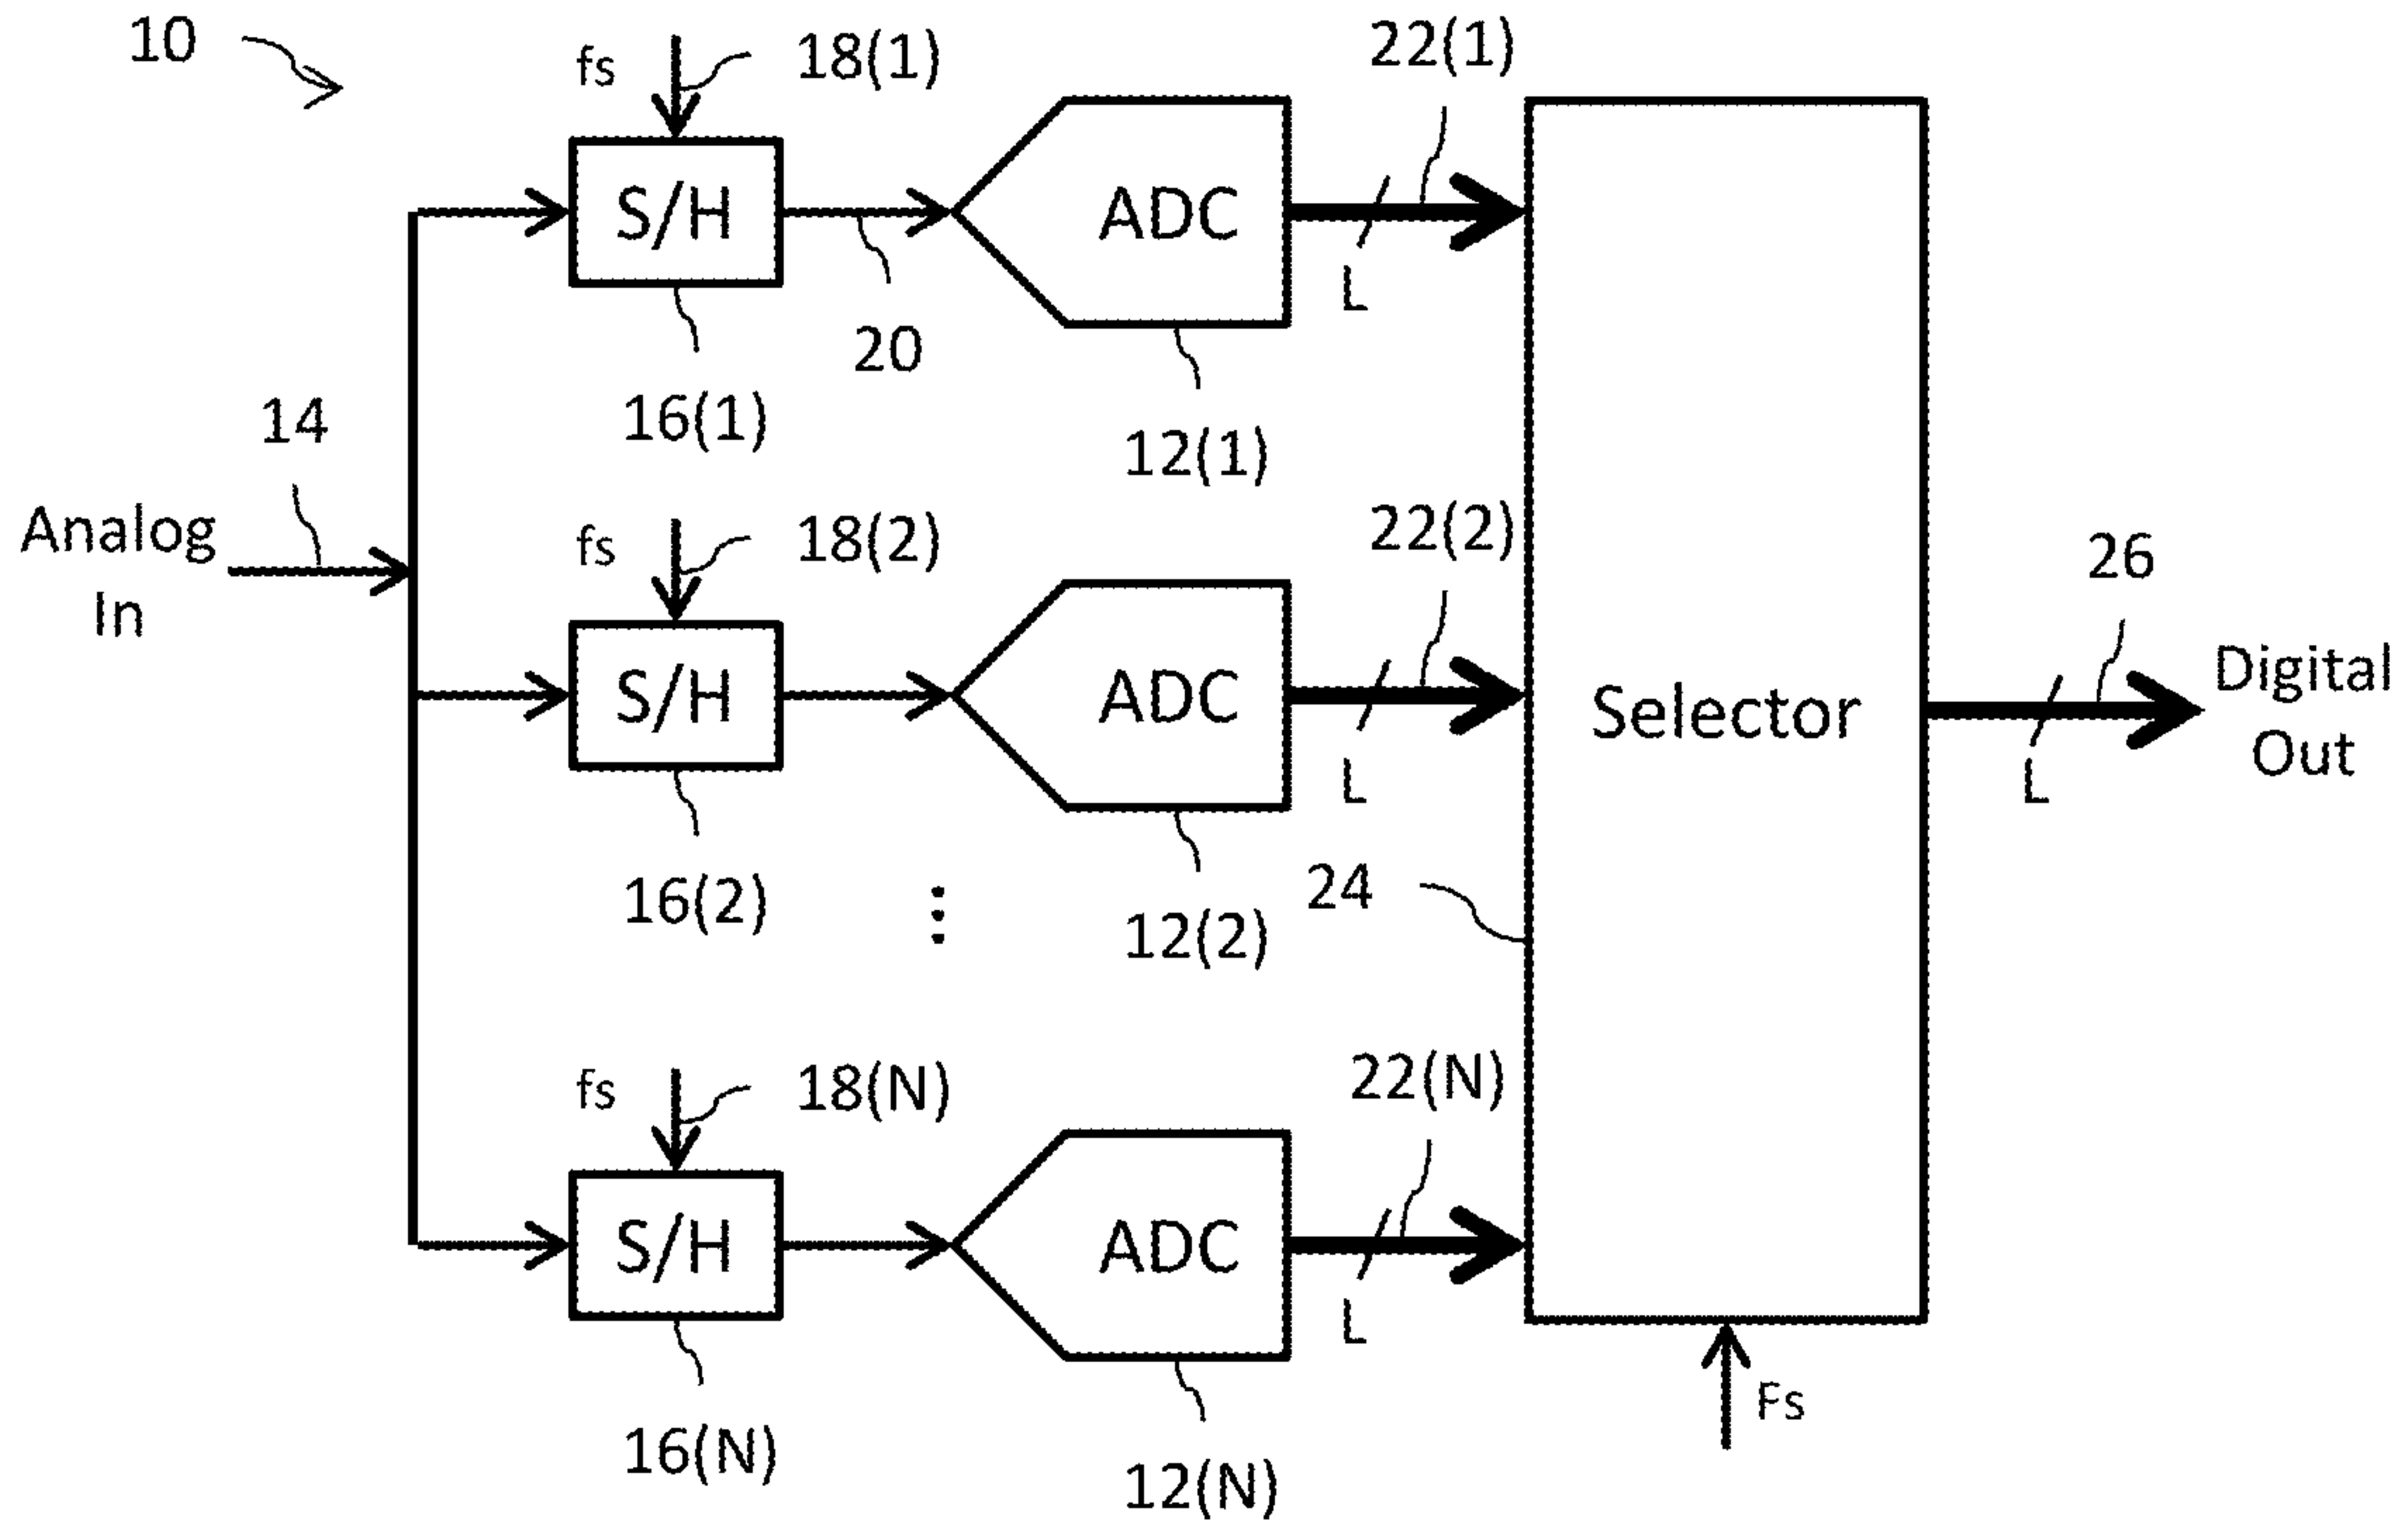 10
fs
18(1)
22(1)
S/H
ADC
L
20
16(1)
12(1)
14
Analog
In
fs
18(2)
22(2)
26
S/H
ADC
L
Selector
Digital
Out
L
16(2)
24
12(2)
fs
18(N)
22(N)
S/H
ADC
L
Fs
16(N)
12(N)